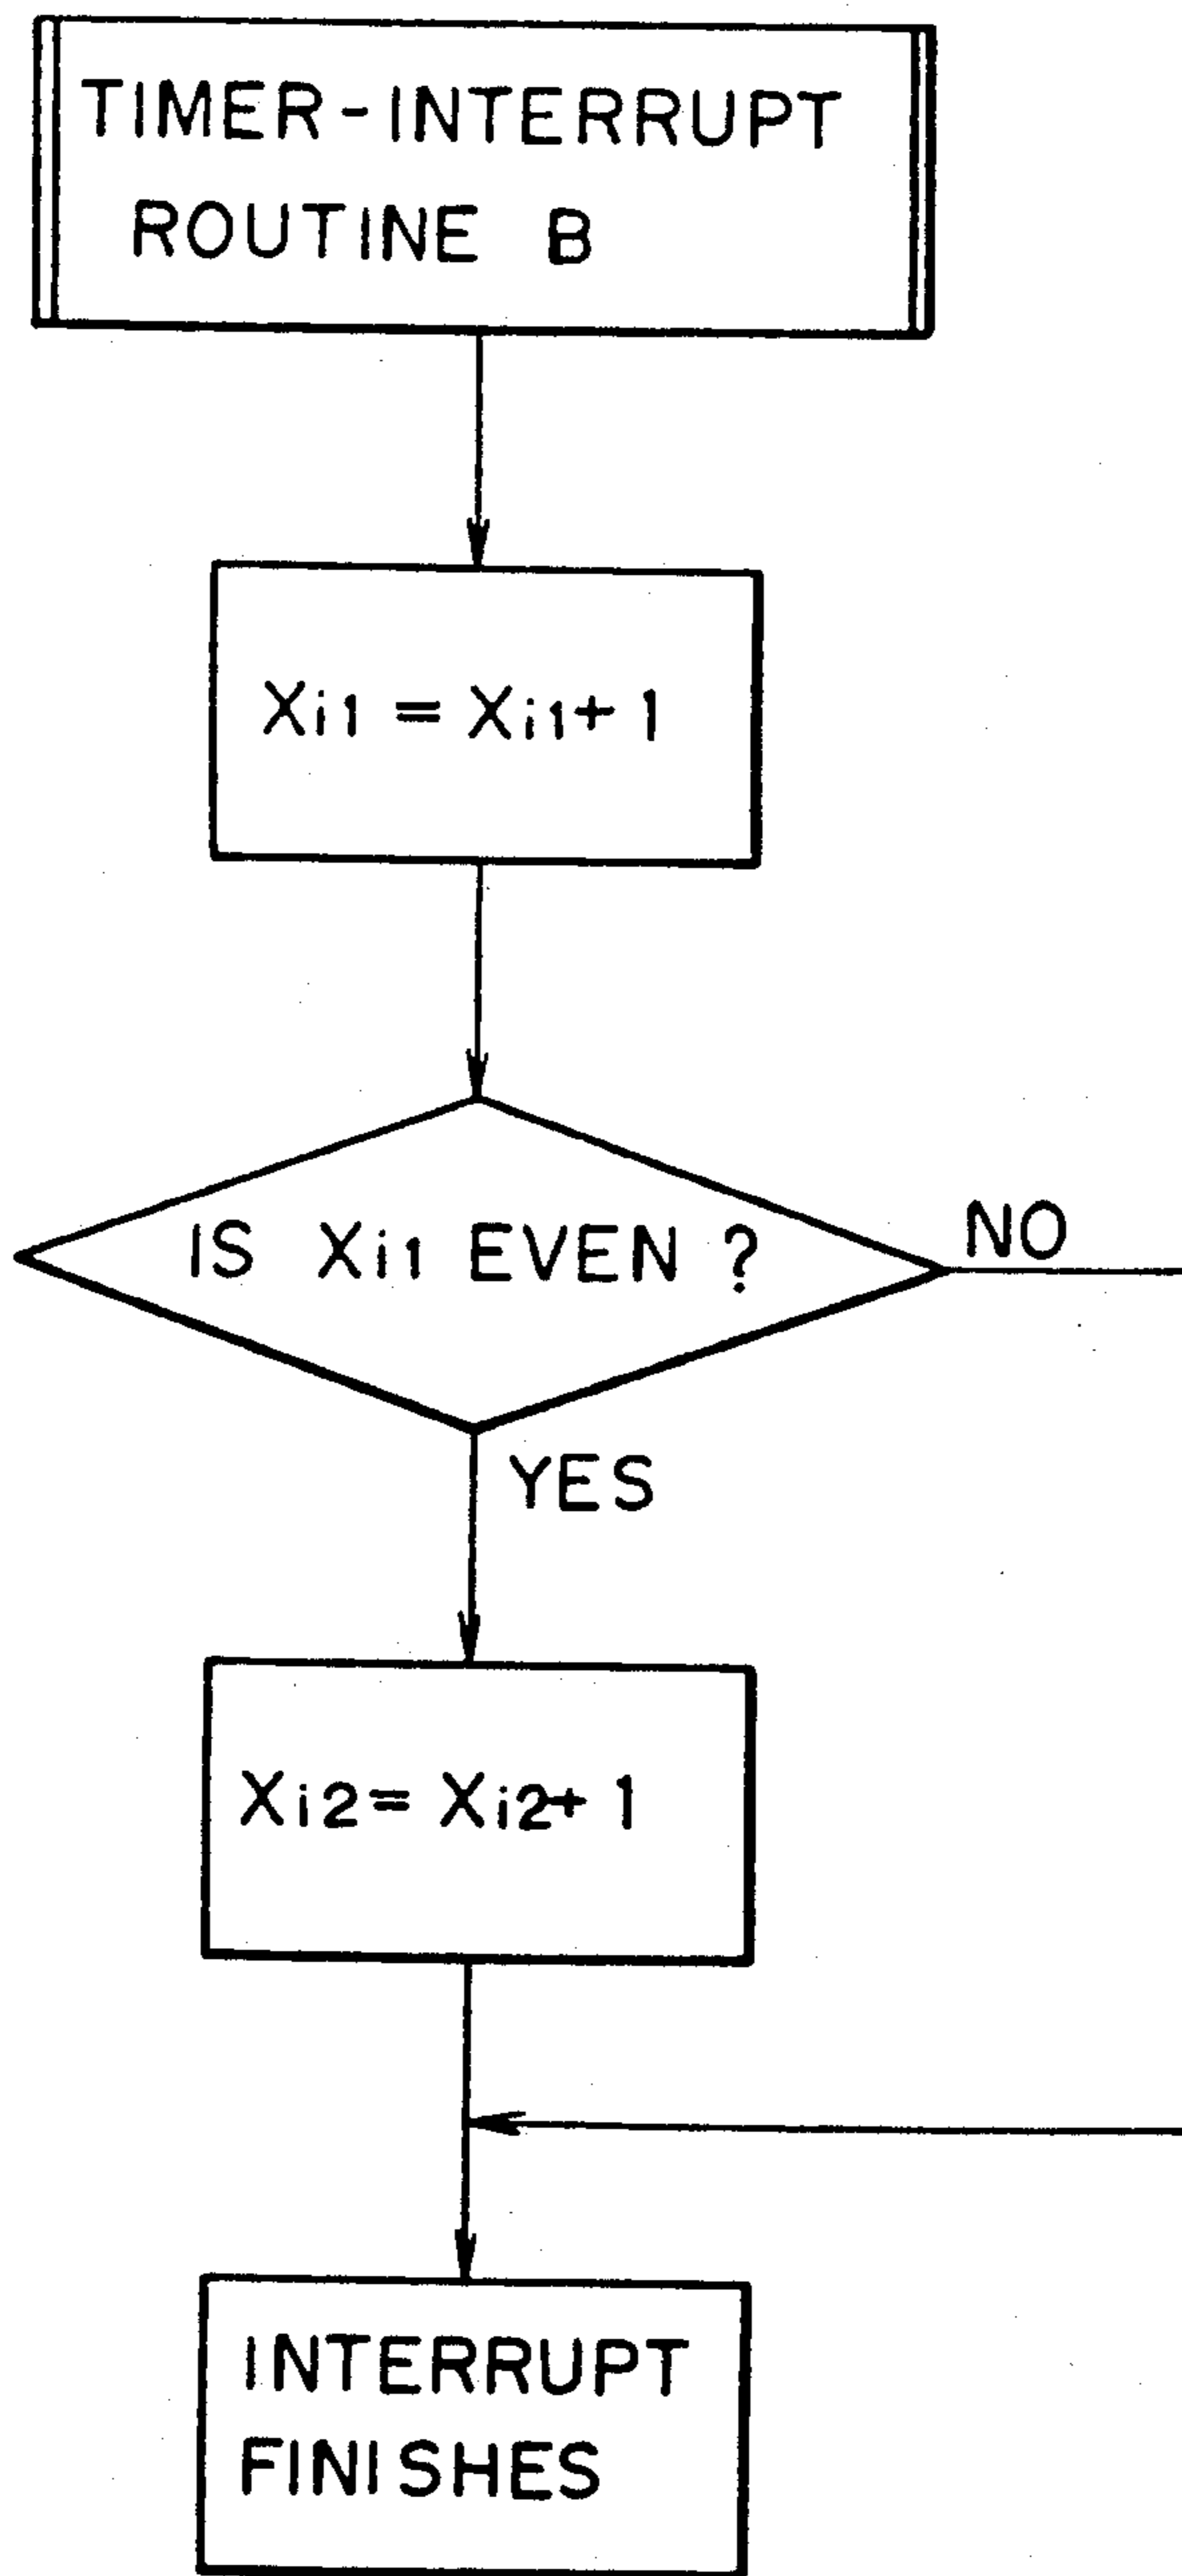 TIMER-INTERRUPT
ROUTINE B
Xi1 = Xi1 + 1
IS Xi1 EVEN ?
NO
YES
Xi2 = Xi2 + 1
INTERRUPT
FINISHES